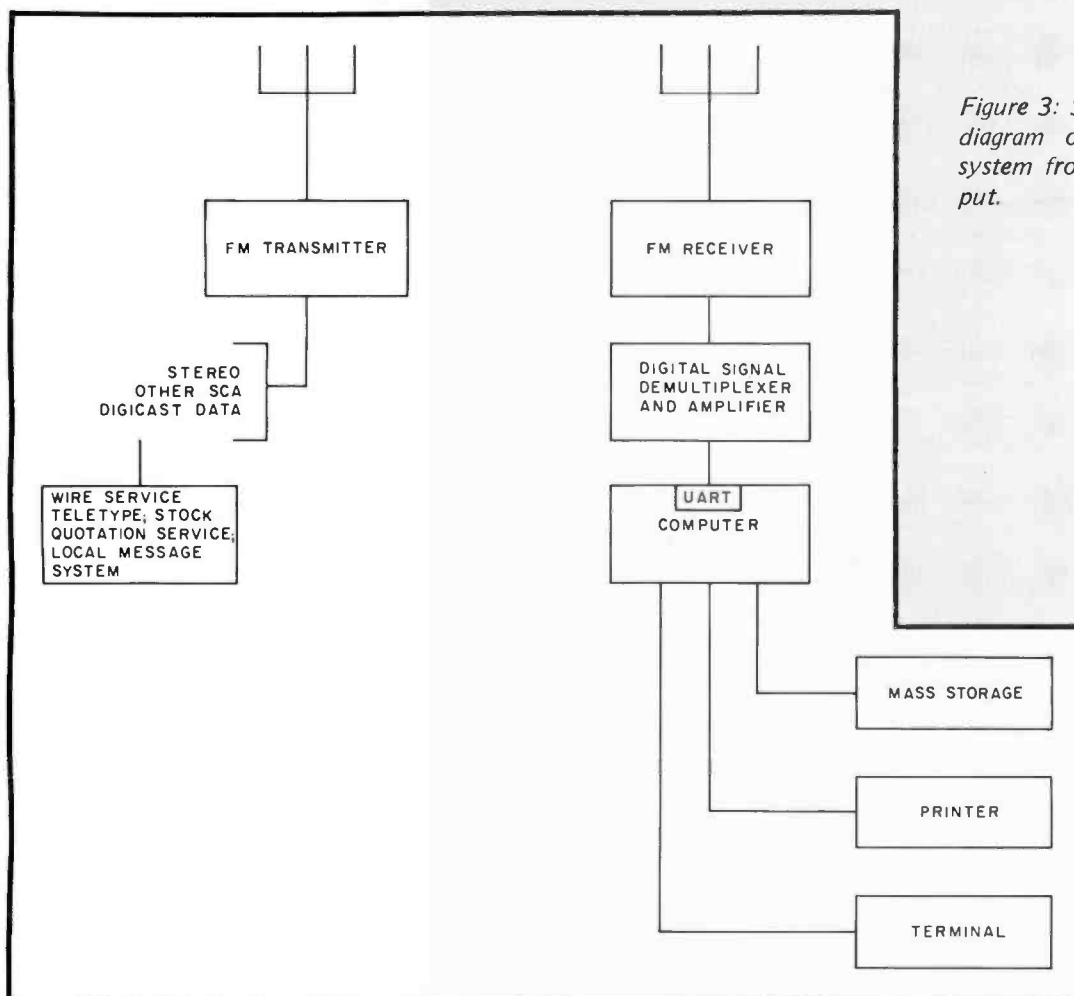 Figure 3:
diagram
system
put.
FM TRANSMITTER
STEREO
OTHER SCA
DIGICAST DATA
WIRE SERVICE
TELETYPE; STOCK
QUOTATION SERVICE;
LOCAL MESSAGE
SYSTEM
FM RECEIVER
DIGITAL SIGNAL
DEMULTIPLEXER
AND AMPLIFIER
UART
COMPUTER
MASS STORAGE
PRINTER
TERMINAL